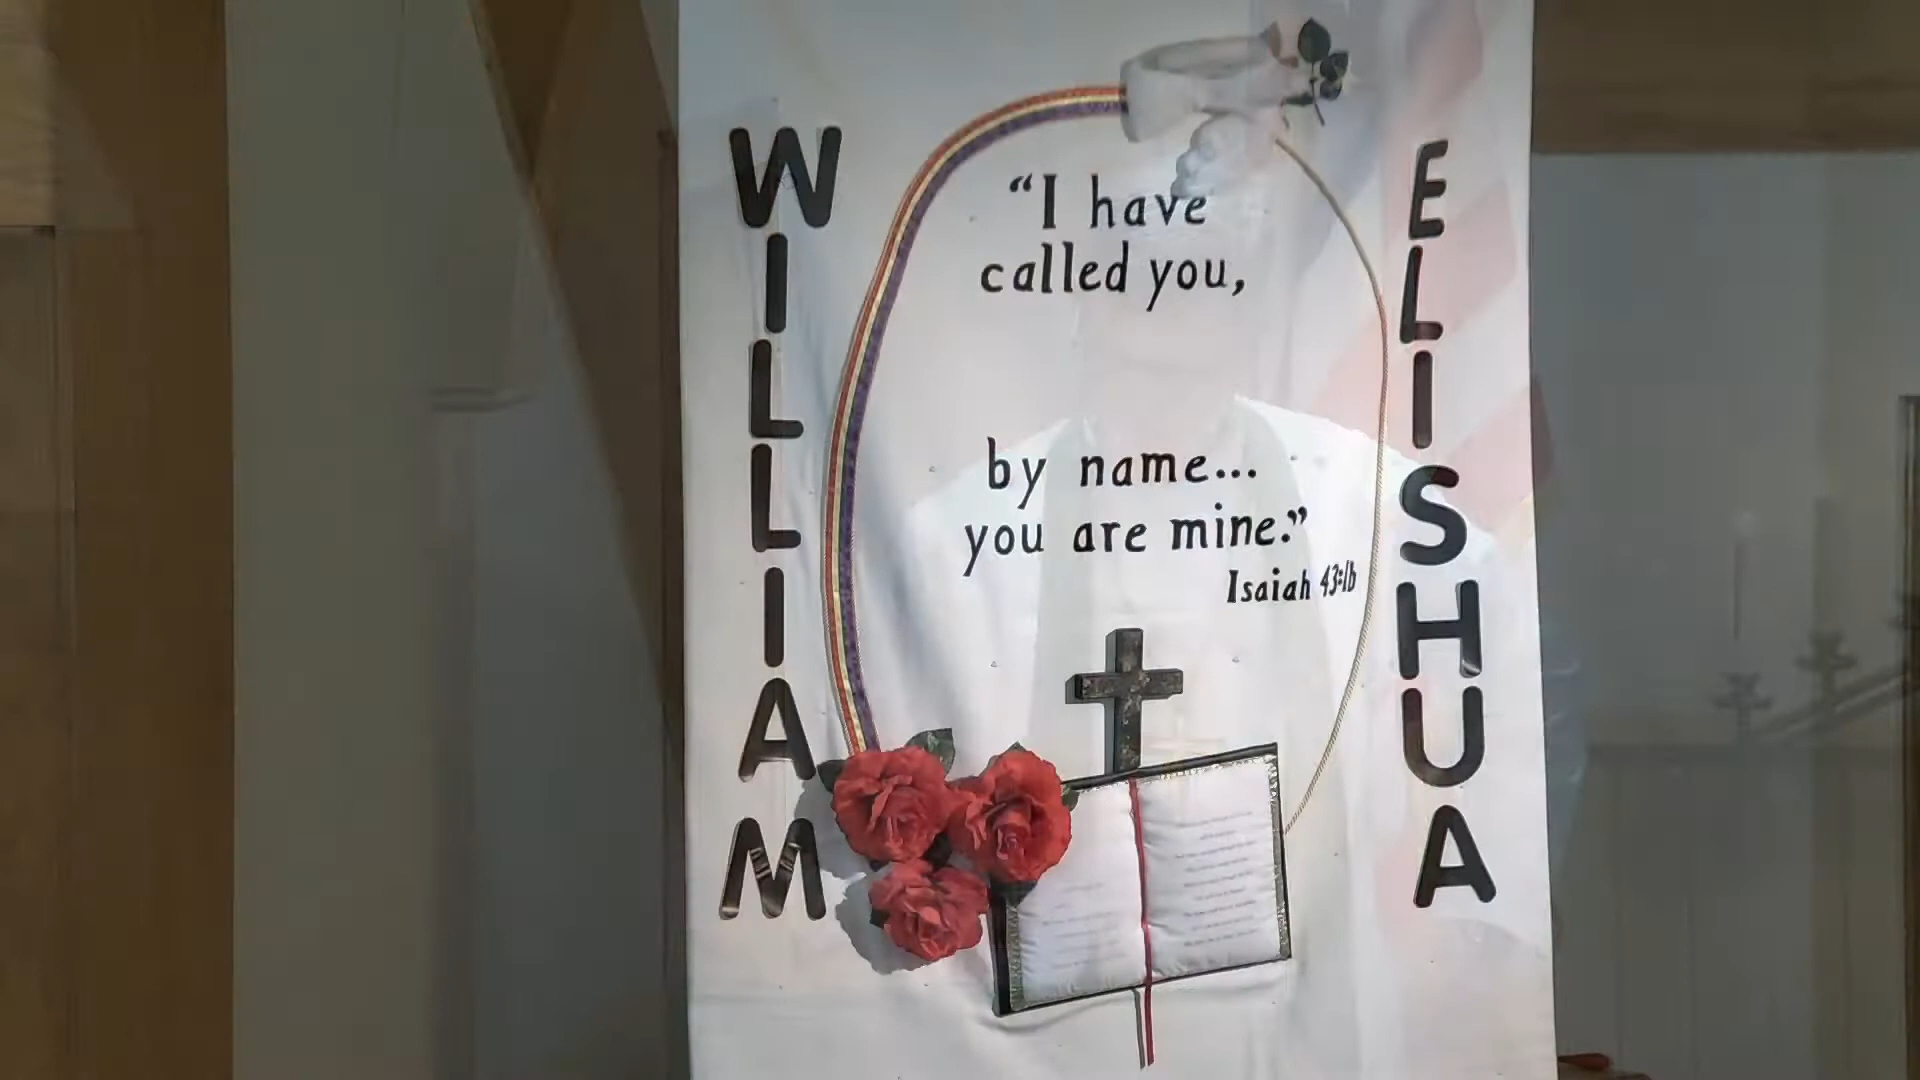 WILLIAM
"I have
called you,
by name...
you are mine."
Isaiah 43:1b
ELISHUA